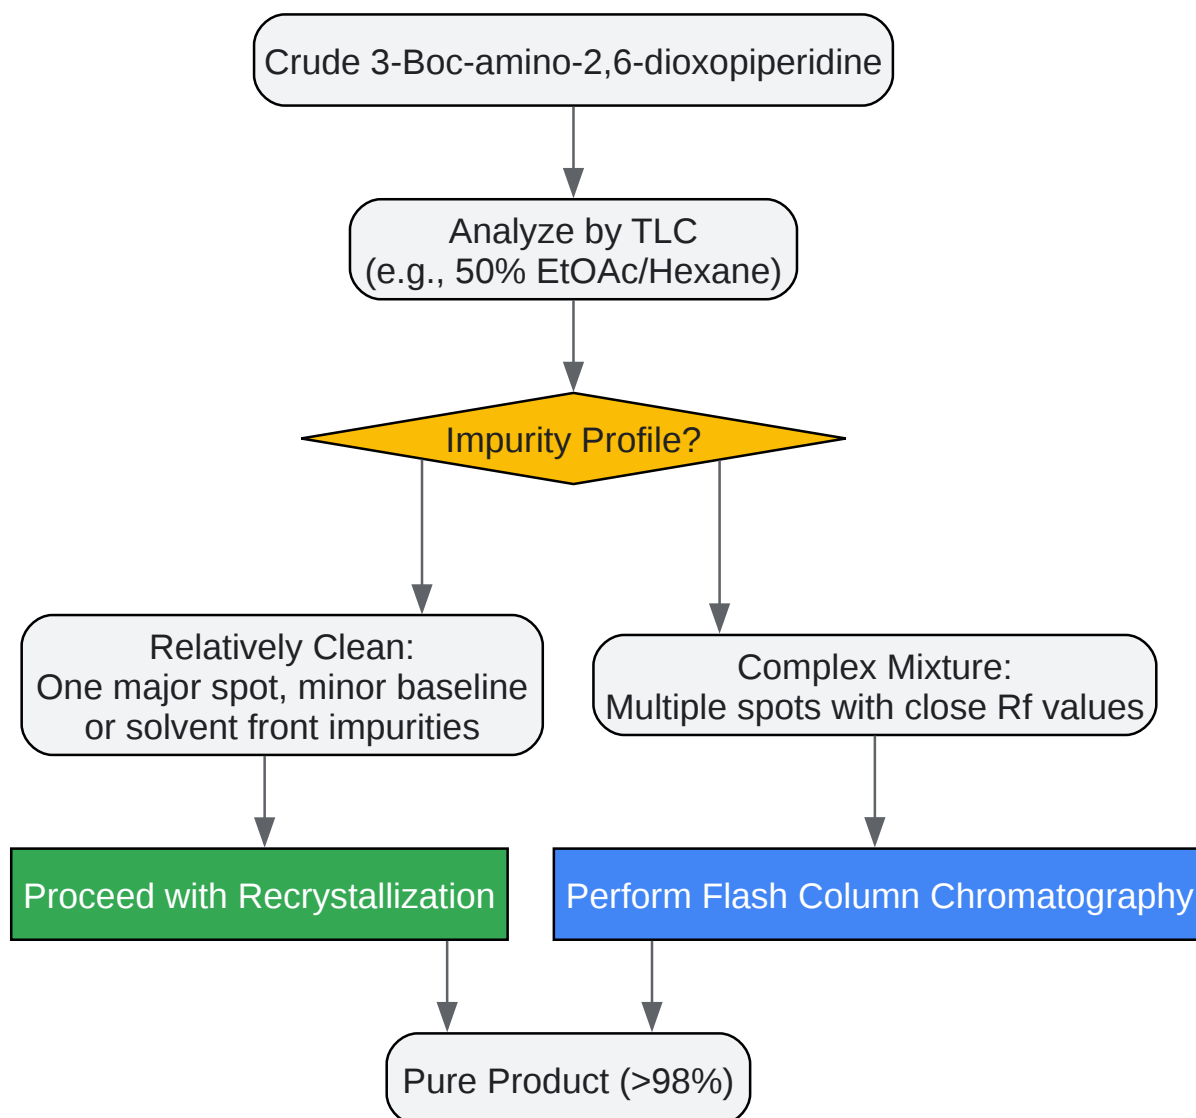 Crude 3-Boc-amino-2,6-dioxopiperidine
Analyze by TLC
(e.g., 50% EtOAc/Hexane)
Impurity Profile?
Relatively Clean:
One major spot, minor baseline
or solvent front impurities
Complex Mixture:
Multiple spots with close Rf values
Proceed with Recrystallization
Perform Flash Column Chromatography
Pure Product (>98%)